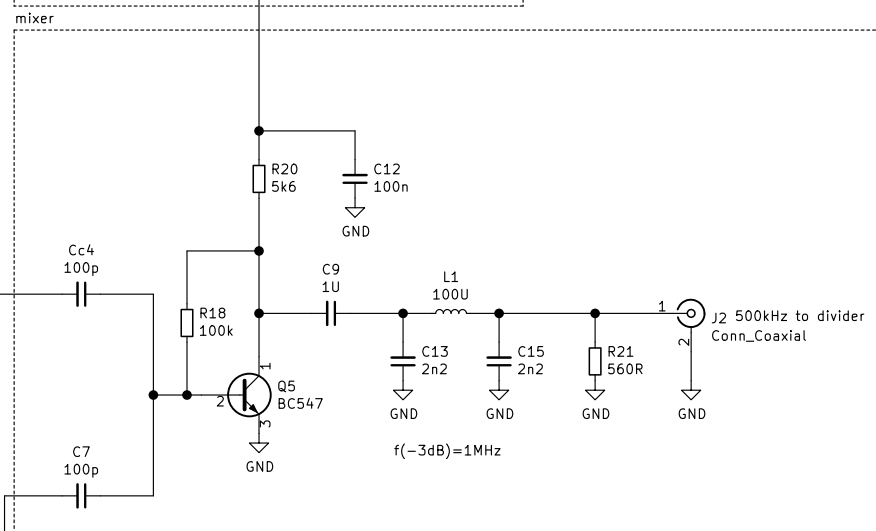 mixer
R20
5k6
C12
100n
GND
Cc4
100p
C9
1U
L1
100U
R18
100k
1
J2 500kHz to divider
Conn_Coaxial
2
C13
2n2
C15
2n2
R21
560R
1
Q5
BC547
2
3
GND
GND
GND
GND
GND
f(-3dB)=1MHz
C7
100p